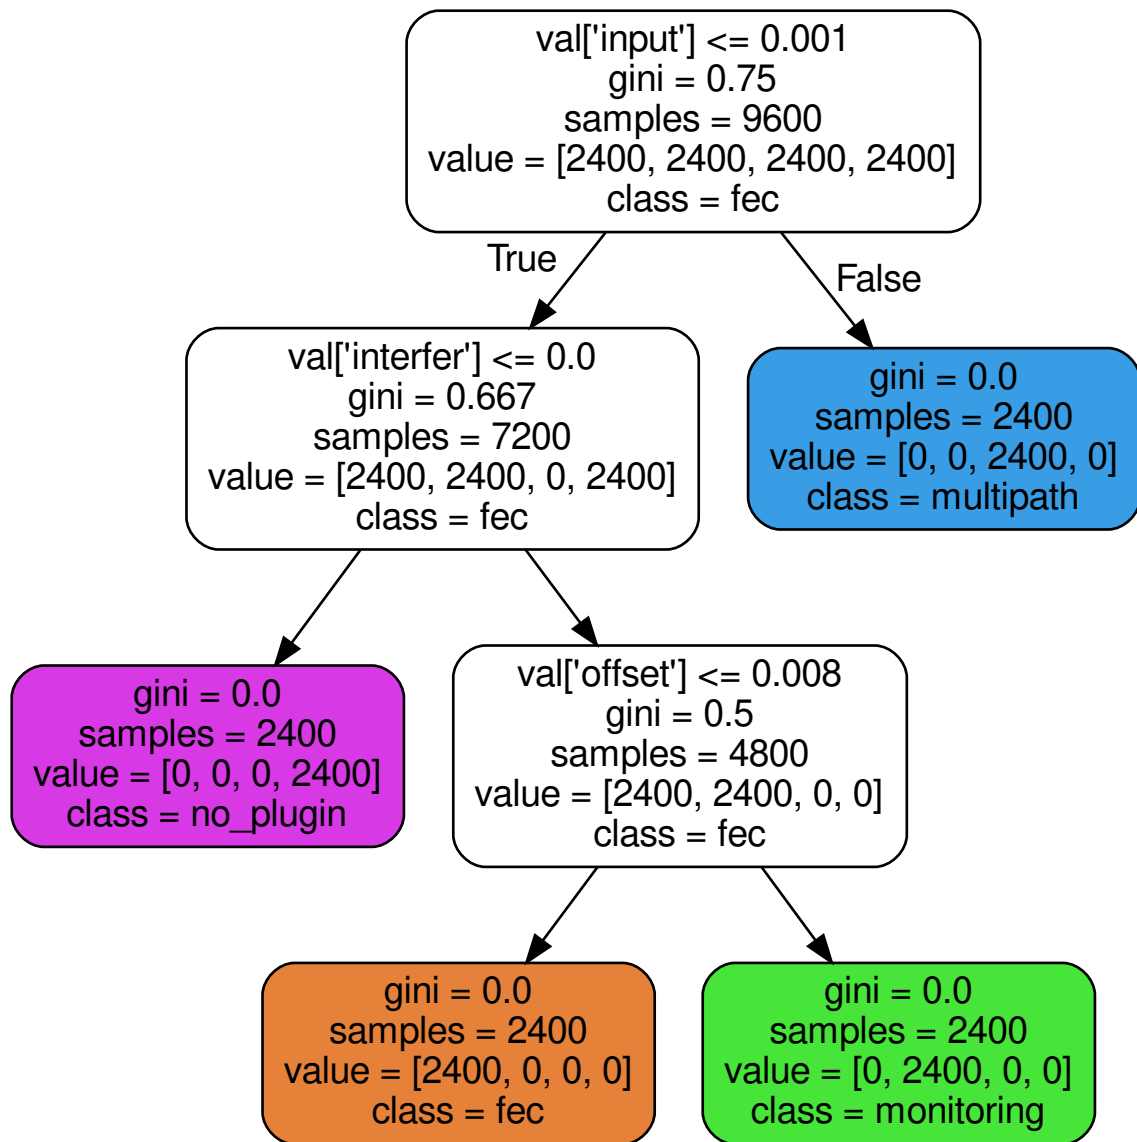 val['input'] <= 0.001
gini = 0.75
samples = 9600
value = [2400, 2400, 2400, 2400]
class = fec
True
False
val['interfer'] <= 0.0
gini = 0.667
samples = 7200
value = [2400, 2400, 0, 2400]
class = fec
gini = 0.0
samples = 2400
value = [0, 0, 2400, 0]
class = multipath
gini = 0.0
samples = 2400
value = [0, 0, 0, 2400]
class = no_plugin
val['offset'] <= 0.008
gini = 0.5
samples = 4800
value = [2400, 2400, 0, 0]
class = fec
gini = 0.0
samples = 2400
value = [2400, 0, 0, 0]
class = fec
gini = 0.0
samples = 2400
value = [0, 2400, 0, 0]
class = monitoring